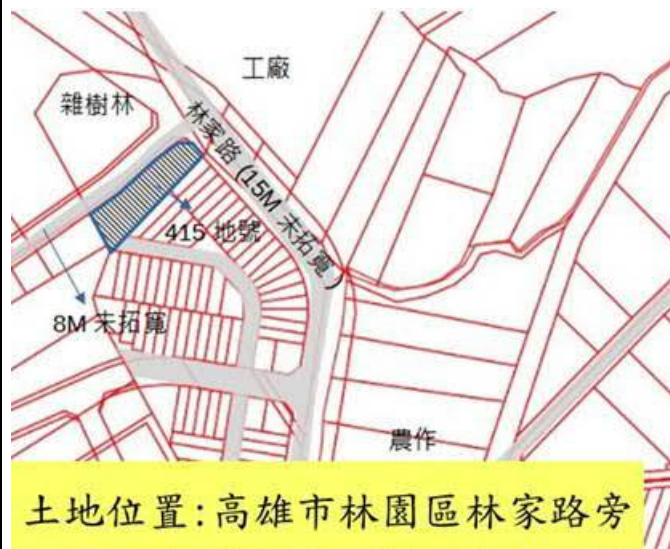 工廠
雜樹林
林家路 (15M 未拓寬)
415 地號
8M 未拓寬
農作
土地位置:高雄市林園區林家路旁